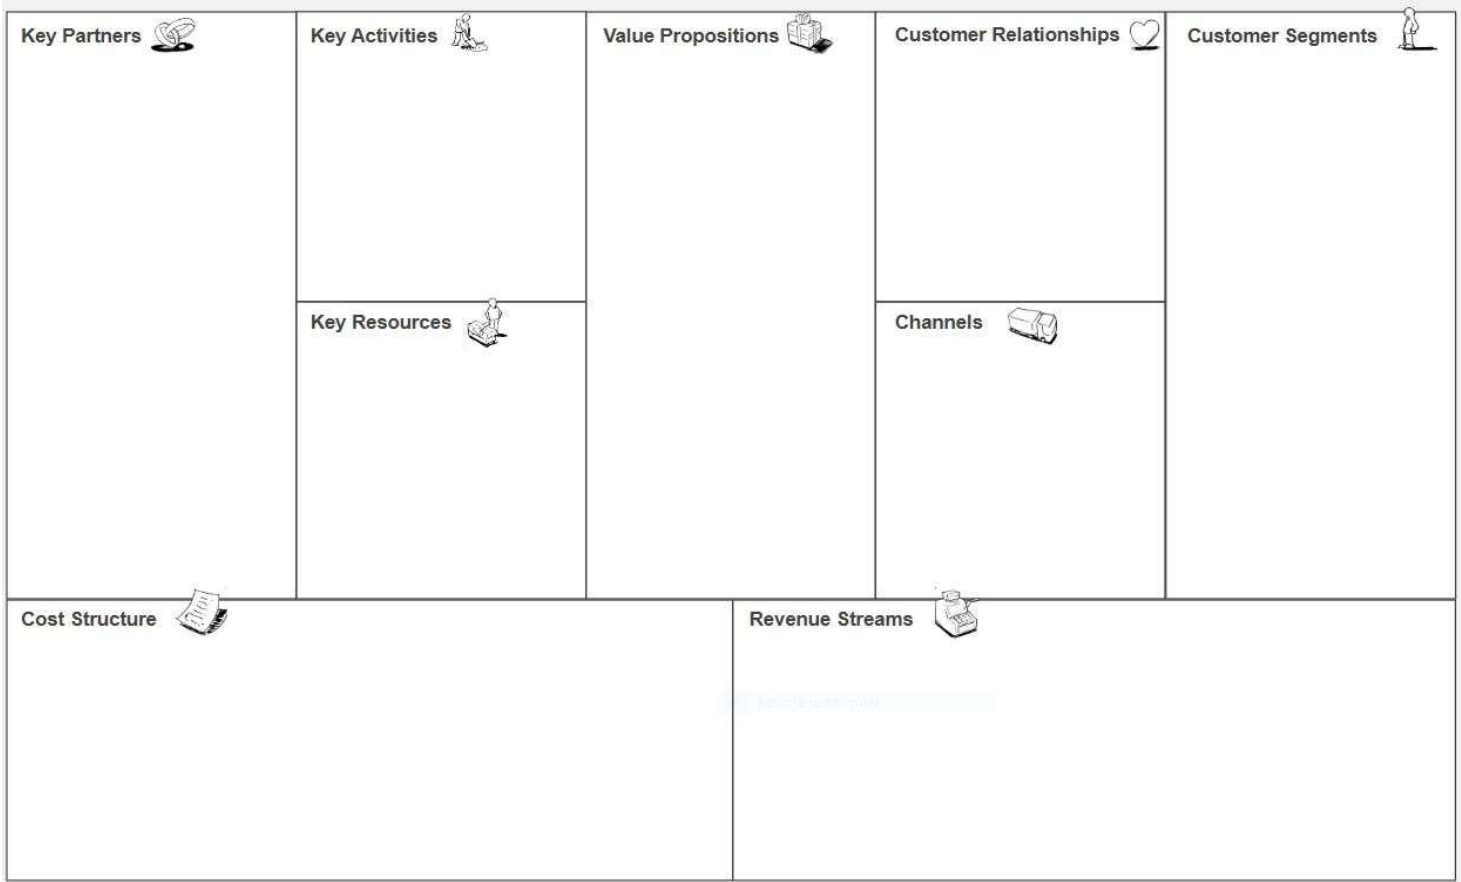 Key Partners
Key Activities
Value Propositions
Customer Relationships
Customer Segments
Key Resources
Channels
Cost Structure
Revenue Streams